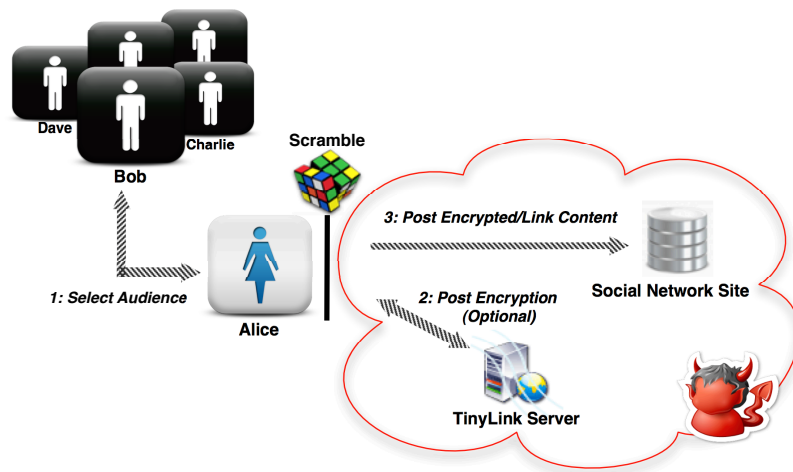 Dave
Charlie
Bob
Scramble
3: Post Encrypted/Link Content
1: Select Audience
2: Post Encryption
(Optional)
Social Network Site
Alice
TinyLink Server